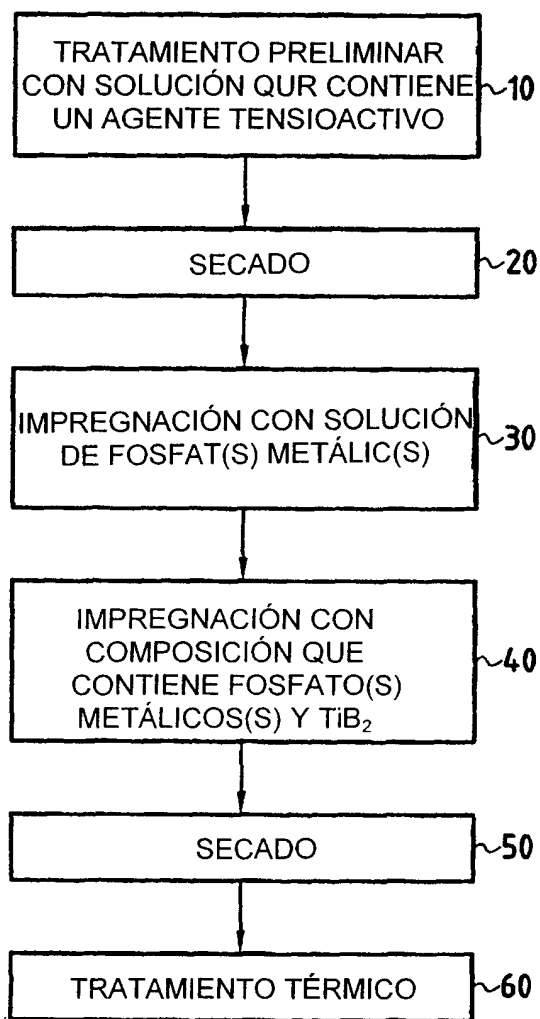 TRATAMIENTO PRELIMINAR
CON SOLUCIÓN QUR CONTIENE
UN AGENTE TENSIOACTIVO
10
SECADO
20
IMPREGNACIÓN CON SOLUCIÓN
DE FOSFAT(S) METÁLIC(S)
30
IMPREGNACIÓN CON
COMPOSICIÓN QUE
CONTIENE FOSFATO(S)
METÁLICOS(S) Y TiB₂
40
SECADO
50
TRATAMIENTO TÉRMICO
60